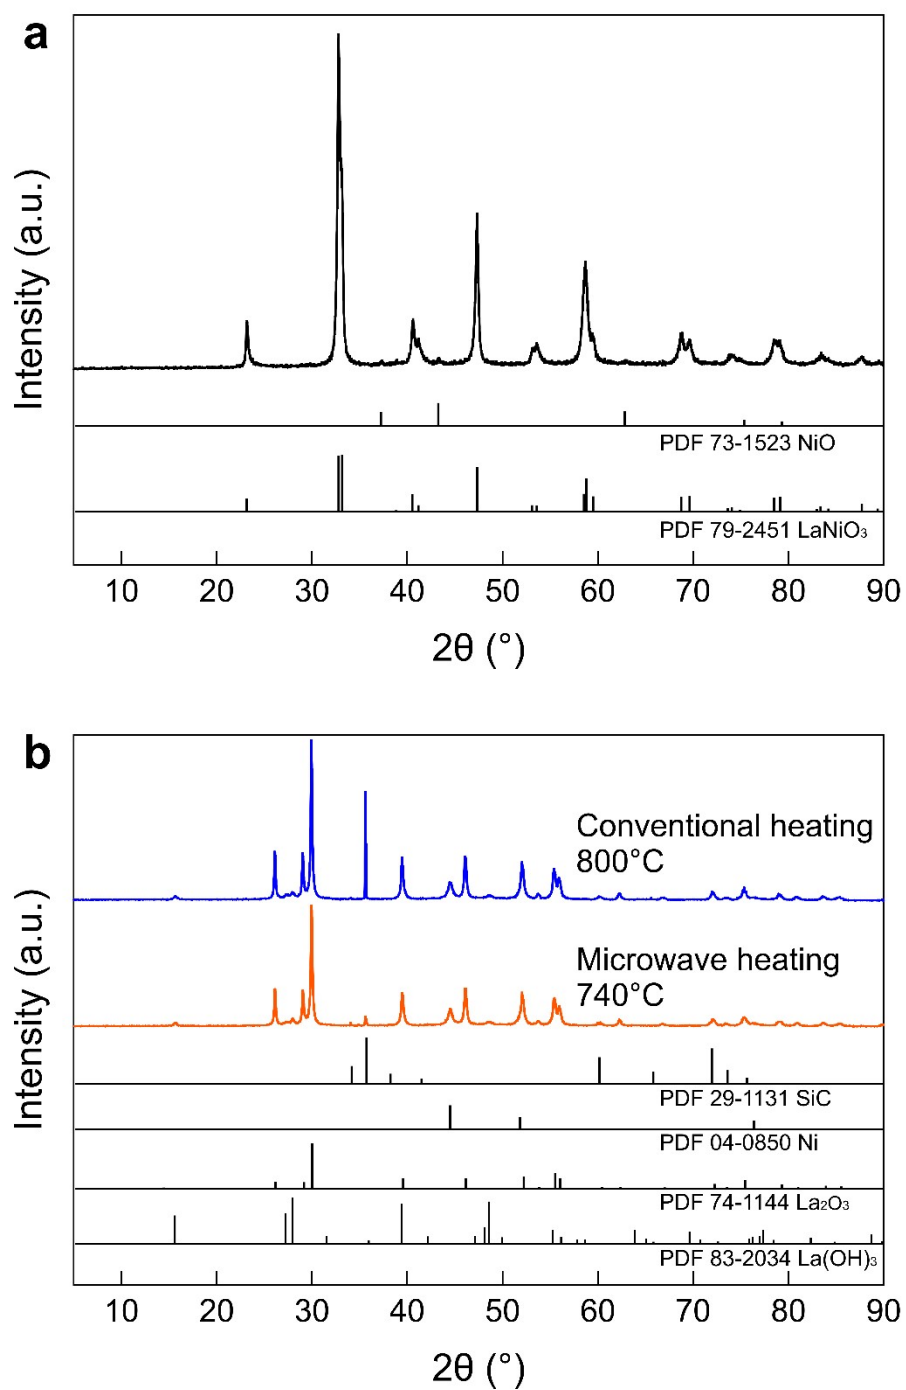 a
Intensity (a.u.)
PDF 73-1523 NiO
PDF 79-2451 LaNiO₃
10 20 30 40 50 60 70 80 90
2θ (°)
b
Conventional heating
800°C
Microwave heating
740°C
Intensity (a.u.)
PDF 29-1131 SiC
PDF 04-0850 Ni
PDF 74-1144 La₂O₃
PDF 83-2034 La(OH)₃
10 20 30 40 50 60 70 80 90
2θ (°)